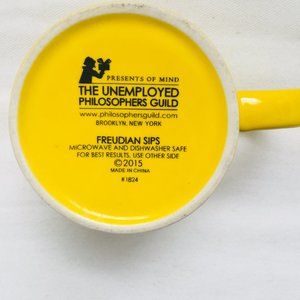 PRESENTS OF MIND
THE UNEMPLOYED
PHILOSOPHERS GUILD
www.philosophersguild.com
BROOKLYN, NEW YORK
FREUDIAN SIPS
MICROWAVE AND DISHWASHER SAFE
FOR BEST RESULTS, USE OTHER SIDE
©2015
MADE IN CHINA
#1824